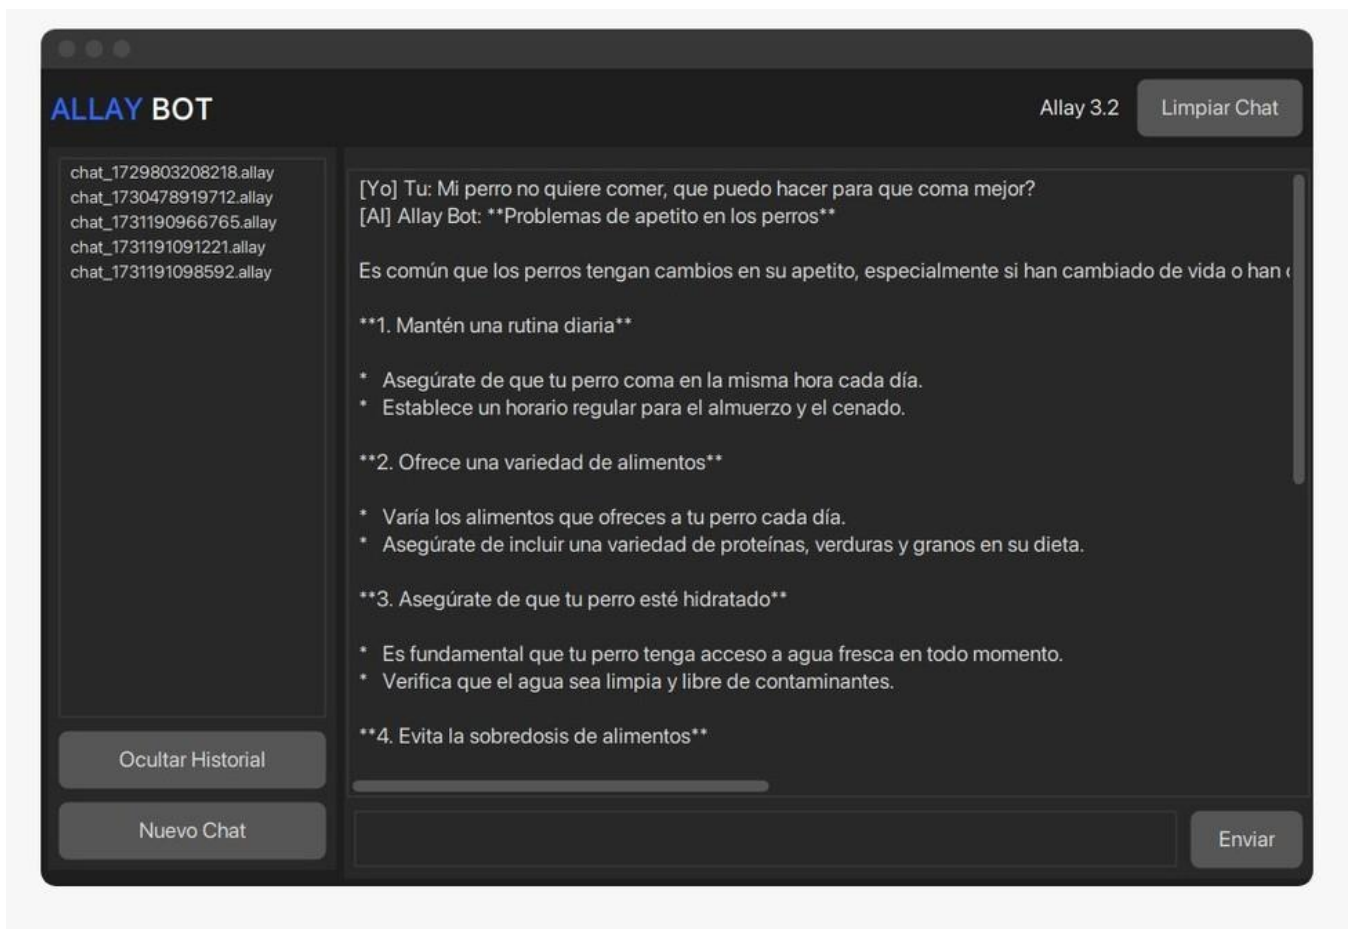 ALLAY BOT
Allay 3.2
Limpiar Chat
chat_1729803208218.allay
chat_1730478919712.allay
chat_1731190966765.allay
chat_1731191091221.allay
chat_1731191098592.allay
Ocultar Historial
Nuevo Chat
[Yo] Tu: Mi perro no quiere comer, que puedo hacer para que coma mejor?
[AI] Allay Bot: **Problemas de apetito en los perros**
Es común que los perros tengan cambios en su apetito, especialmente si han cambiado de vida o han
**1. Mantén una rutina diaria**
* Asegúrate de que tu perro coma en la misma hora cada día.
* Establece un horario regular para el almuerzo y el cenado.
**2. Ofrece una variedad de alimentos**
* Varía los alimentos que ofreces a tu perro cada día.
* Asegúrate de incluir una variedad de proteínas, verduras y granos en su dieta.
**3. Asegúrate de que tu perro esté hidratado**
* Es fundamental que tu perro tenga acceso a agua fresca en todo momento.
* Verifica que el agua sea limpia y libre de contaminantes.
**4. Evita la sobredosis de alimentos**
Enviar